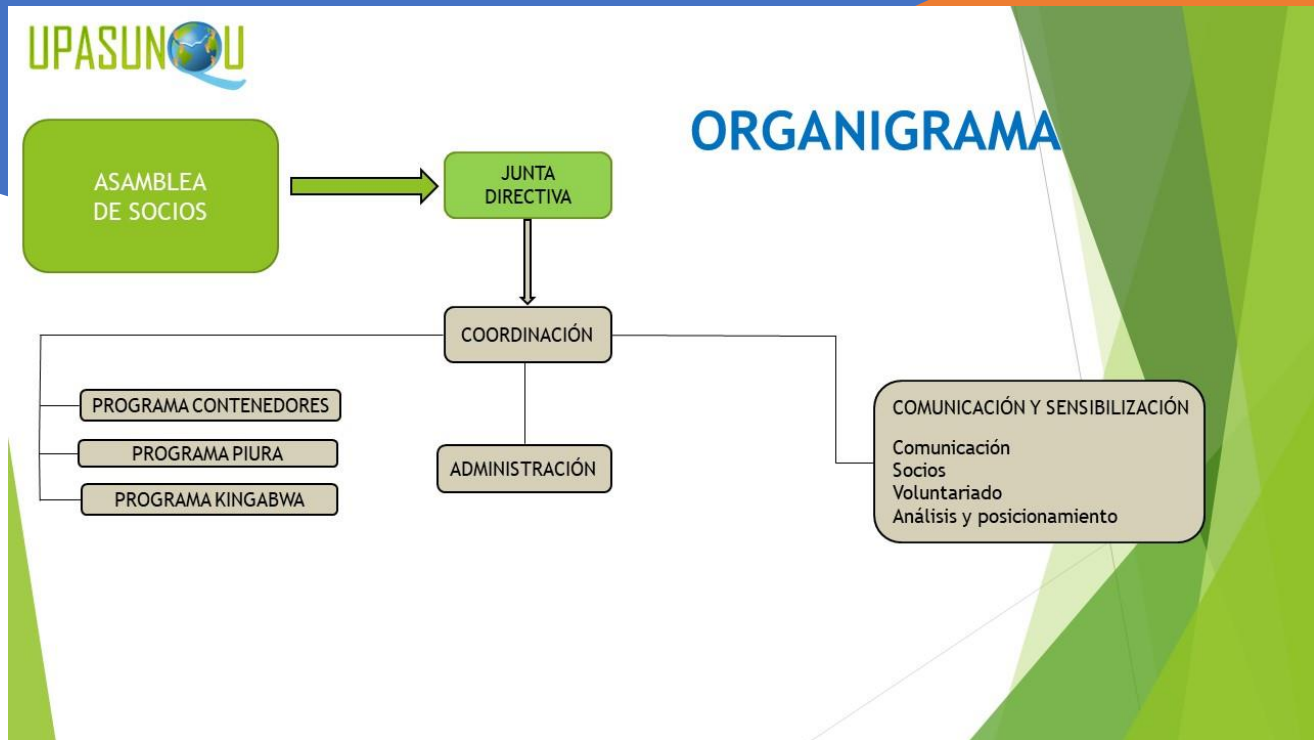 UPASUNQU
ORGANIGRAMA
ASAMBLEA
DE SOCIOS
JUNTA
DIRECTIVA
COORDINACIÓN
PROGRAMA CONTENEDORES
PROGRAMA PIURA
PROGRAMA KINGABWA
ADMINISTRACIÓN
COMUNICACIÓN Y SENSIBILIZACIÓN
Comunicación
Socios
Voluntariado
Análisis y posicionamiento